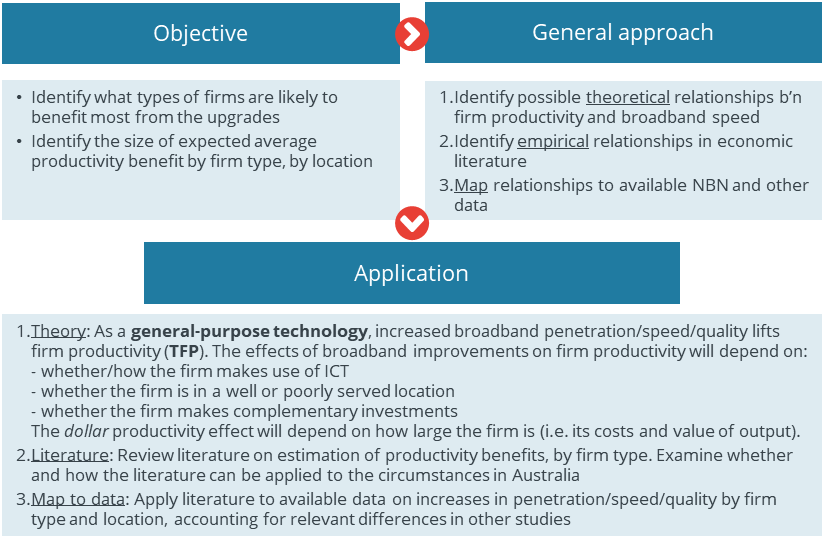 Objective
General approach
• Identify what types of firms are likely to
benefit most from the upgrades
• Identify the size of expected average
productivity benefit by firm type, by location
1.Identify possible theoretical relationships b’n
firm productivity and broadband speed
2.Identify empirical relationships in economic
literature
3.Map relationships to available NBN and other
data
Application
1.Theory: As a general-purpose technology, increased broadband penetration/speed/quality lifts
firm productivity (TFP). The effects of broadband improvements on firm productivity will depend on:
- whether/how the firm makes use of ICT
- whether the firm is in a well or poorly served location
- whether the firm makes complementary investments
The dollar productivity effect will depend on how large the firm is (i.e. its costs and value of output).
2.Literature: Review literature on estimation of productivity benefits, by firm type. Examine whether
and how the literature can be applied to the circumstances in Australia
3.Map to data: Apply literature to available data on increases in penetration/speed/quality by firm
type and location, accounting for relevant differences in other studies